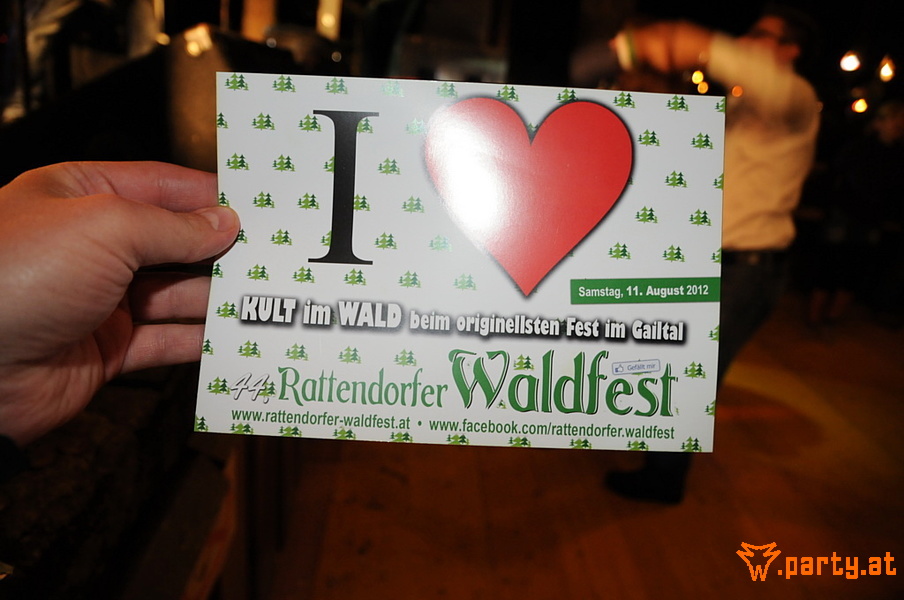 I
Samstag, 11. August 2012
KULT im WALD beim originellsten Fest im Gailtal
44. Rattendorfer Waldfest
Gefällt mir
www.rattendorfer-waldfest.at • www.facebook.com/rattendorfer.waldfest
W.party.at